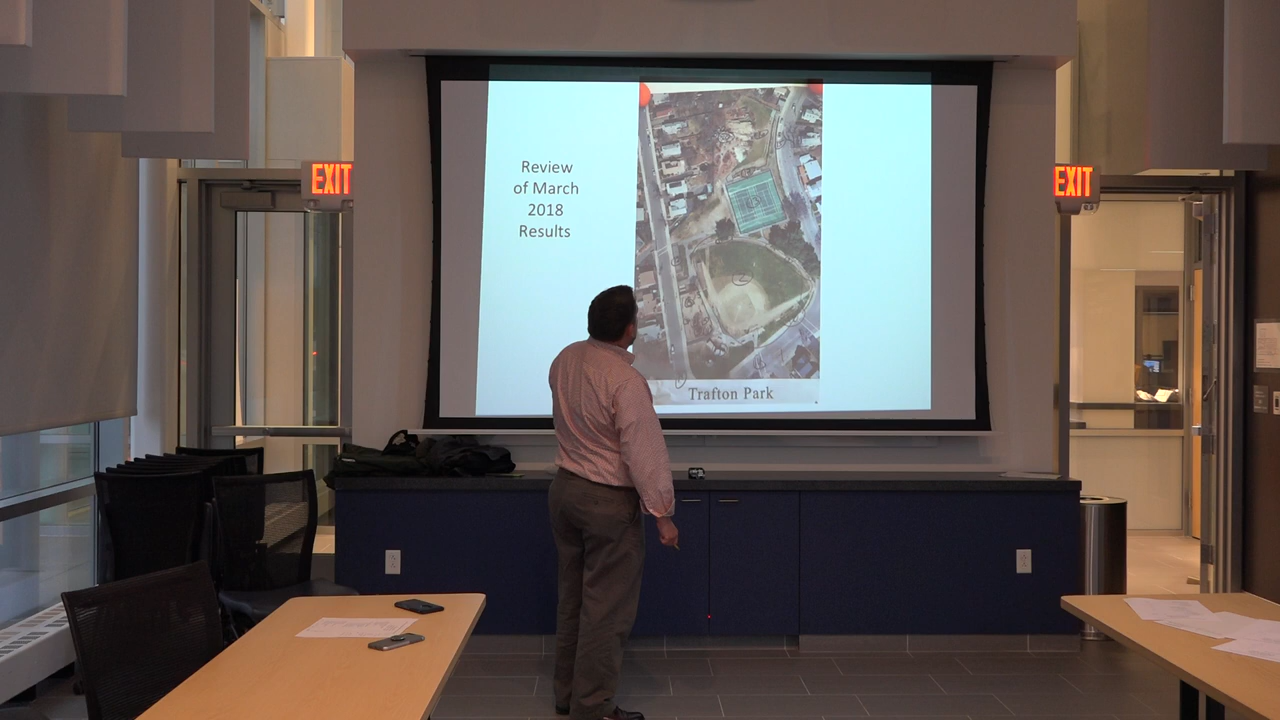 EXIT
EXIT
Review
of March
2018
Results
Trafton Park